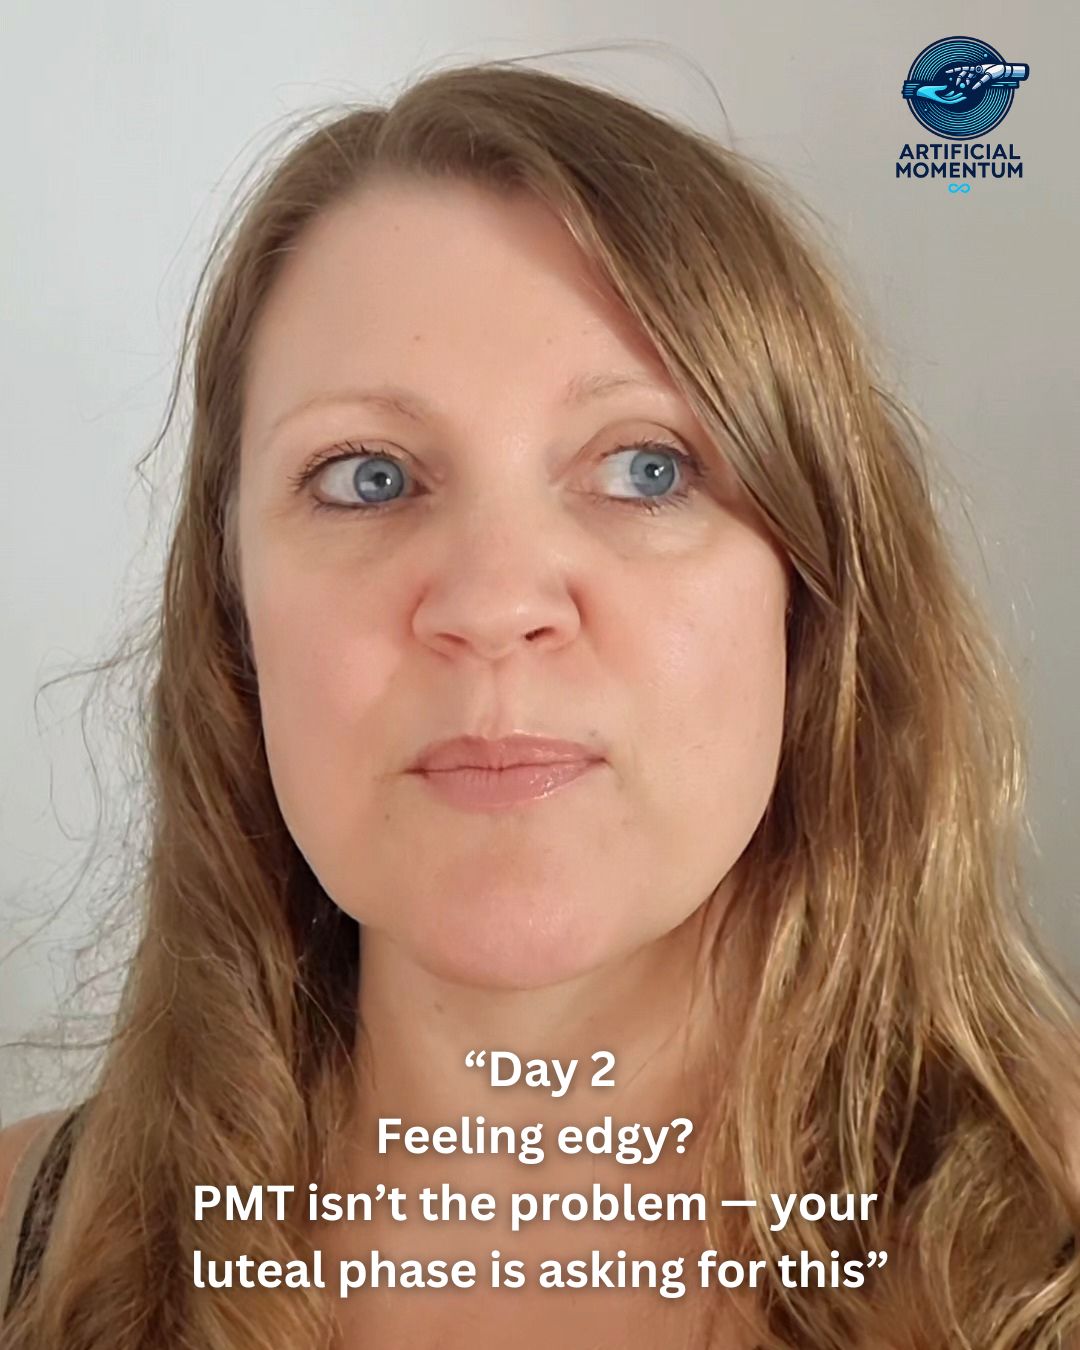 ARTIFICIAL
MOMENTUM
“Day 2
Feeling edgy?
PMT isn’t the problem — your
luteal phase is asking for this”